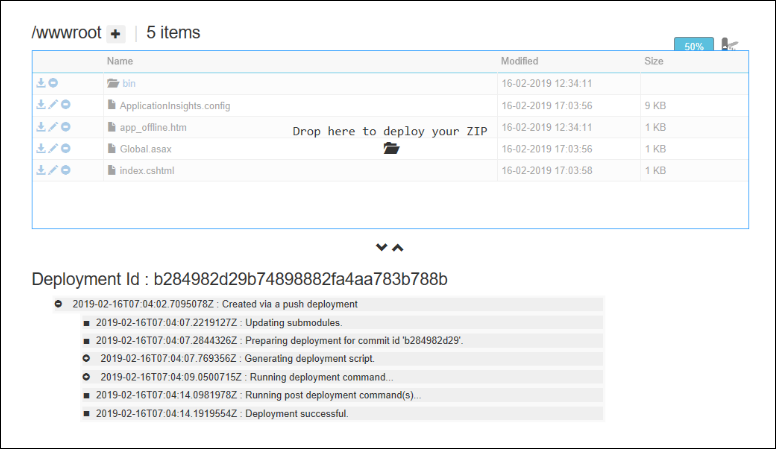 /wwwroot + | 5 items
50%
Name Modified Size
bin 16-02-2019 12:34:11
ApplicationInsights.config 16-02-2019 17:03:56 9 KB
app_offline.htm 16-02-2019 12:34:11 1 KB
Drop here to deploy your ZIP
Global.asax 16-02-2019 17:03:56 1 KB
index.cshtml 16-02-2019 17:03:58 1 KB
Deployment Id : b284982d29b74898882fa4aa783b788b
2019-02-16T07:04:02.7095078Z : Created via a push deployment
2019-02-16T07:04:07.2219127Z : Updating submodules.
2019-02-16T07:04:07.2844326Z : Preparing deployment for commit id 'b284982d29'.
2019-02-16T07:04:07.769356Z : Generating deployment script.
2019-02-16T07:04:09.0500715Z : Running deployment command...
2019-02-16T07:04:14.0981978Z : Running post deployment command(s)...
2019-02-16T07:04:14.1919554Z : Deployment successful.